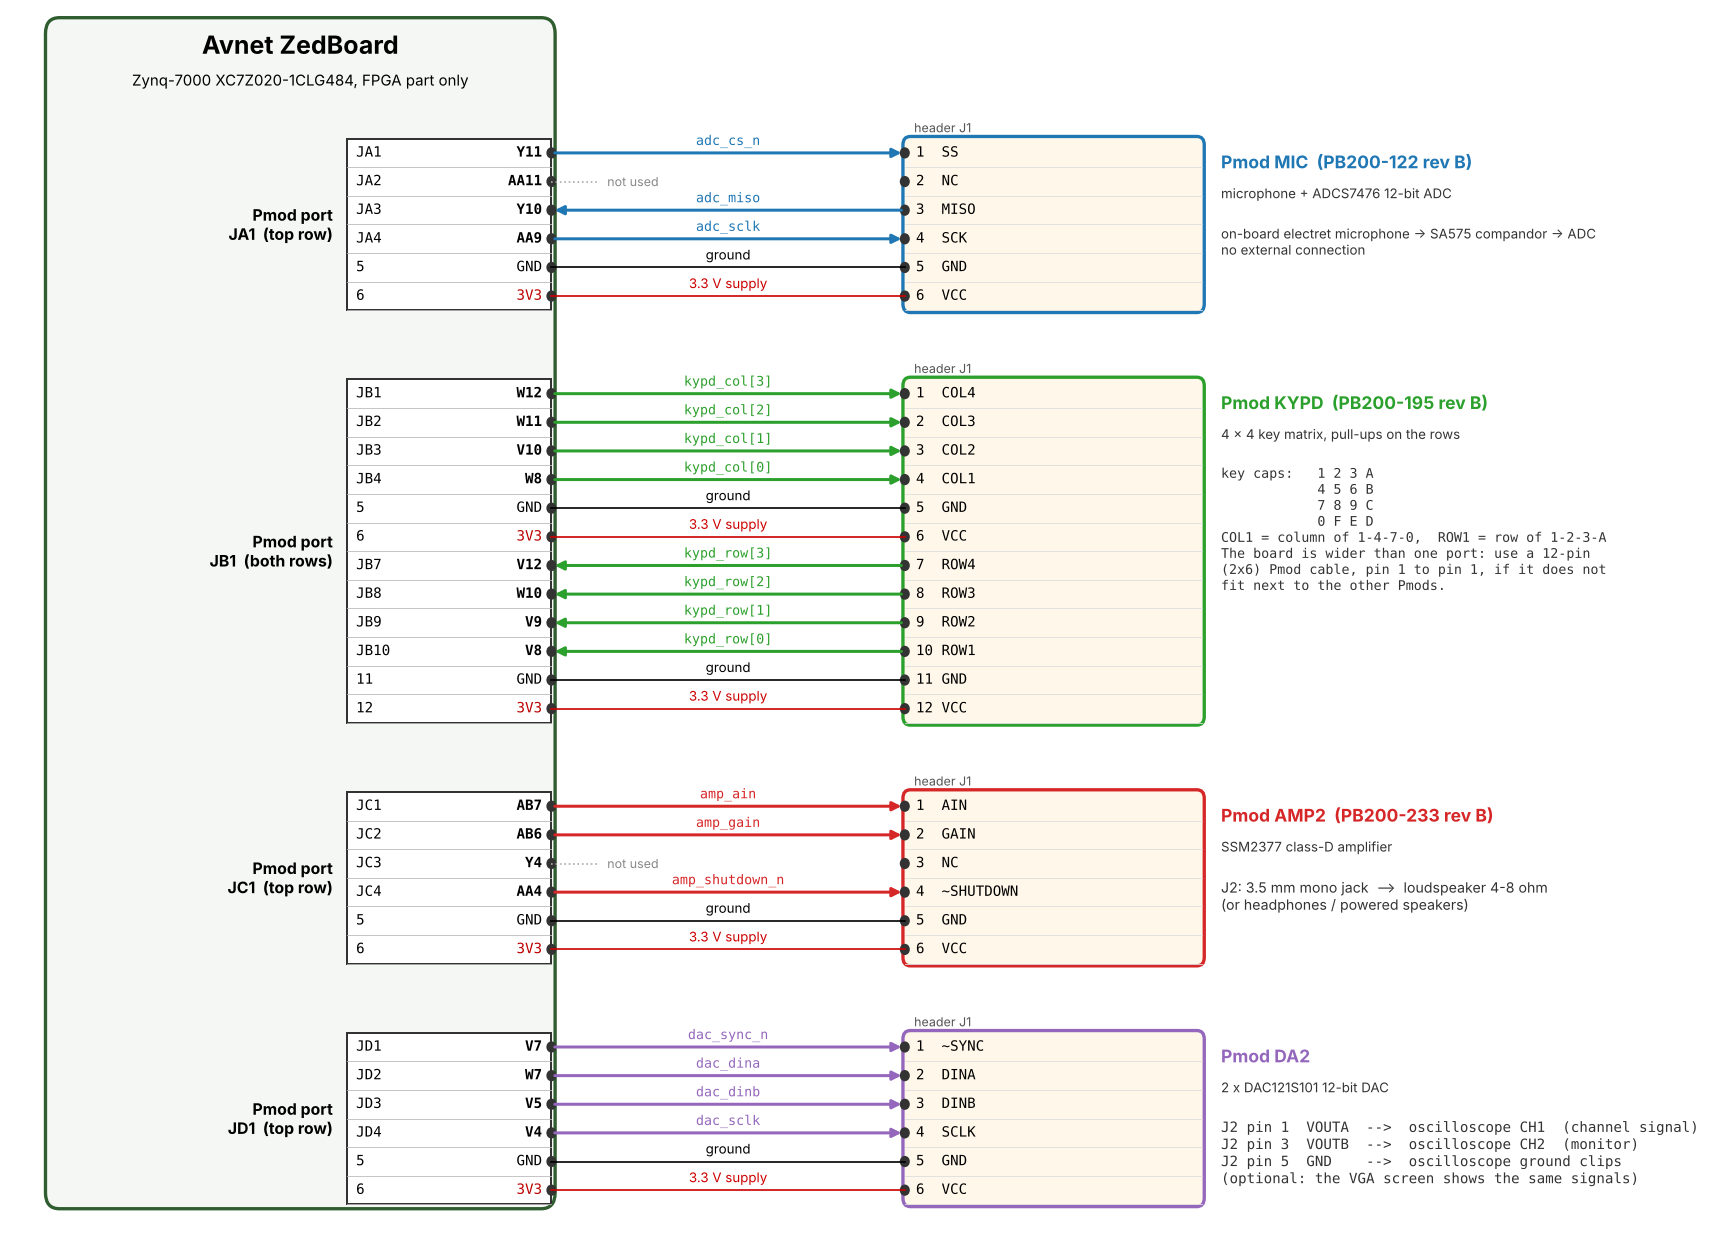 Avnet ZedBoard
Zynq-7000 XC7Z020-1CLG484, FPGA part only
header J1
JA1 Y11 adc_cs_n 1 SS
JA2 AA11 not used 2 NC
JA3 Y10 adc_miso 3 MISO
JA4 AA9 adc_sclk 4 SCK
5 GND ground 5 GND
6 3V3 3.3 V supply 6 VCC
Pmod port
JA1 (top row)
Pmod MIC (PB200-122 rev B)
microphone + ADCS7476 12-bit ADC
on-board electret microphone → SA575 compandor → ADC
no external connection
header J1
JB1 W12 kypd_col[3] 1 COL4
JB2 W11 kypd_col[2] 2 COL3
JB3 V10 kypd_col[1] 3 COL2
JB4 W8 kypd_col[0] 4 COL1
5 GND ground 5 GND
6 3V3 3.3 V supply 6 VCC
JB7 V12 kypd_row[3] 7 ROW4
JB8 W10 kypd_row[2] 8 ROW3
JB9 V9 kypd_row[1] 9 ROW2
JB10 V8 kypd_row[0] 10 ROW1
11 GND ground 11 GND
12 3V3 3.3 V supply 12 VCC
Pmod port
JB1 (both rows)
Pmod KYPD (PB200-195 rev B)
4 × 4 key matrix, pull-ups on the rows
key caps: 1 2 3 A
4 5 6 B
7 8 9 C
0 F E D
COL1 = column of 1-4-7-0, ROW1 = row of 1-2-3-A
The board is wider than one port: use a 12-pin
(2x6) Pmod cable, pin 1 to pin 1, if it does not
fit next to the other Pmods.
header J1
JC1 AB7 amp_ain 1 AIN
JC2 AB6 amp_gain 2 GAIN
JC3 Y4 not used 3 NC
JC4 AA4 amp_shutdown_n 4 ~SHUTDOWN
5 GND ground 5 GND
6 3V3 3.3 V supply 6 VCC
Pmod port
JC1 (top row)
Pmod AMP2 (PB200-233 rev B)
SSM2377 class-D amplifier
J2: 3.5 mm mono jack → loudspeaker 4-8 ohm
(or headphones / powered speakers)
header J1
JD1 V7 dac_sync_n 1 ~SYNC
JD2 W7 dac_dina 2 DINA
JD3 V5 dac_dinb 3 DINB
JD4 V4 dac_sclk 4 SCLK
5 GND ground 5 GND
6 3V3 3.3 V supply 6 VCC
Pmod port
JD1 (top row)
Pmod DA2
2 x DAC121S101 12-bit DAC
J2 pin 1 VOUTA --> oscilloscope CH1 (channel signal)
J2 pin 3 VOUTB --> oscilloscope CH2 (monitor)
J2 pin 5 GND --> oscilloscope ground clips
(optional: the VGA screen shows the same signals)